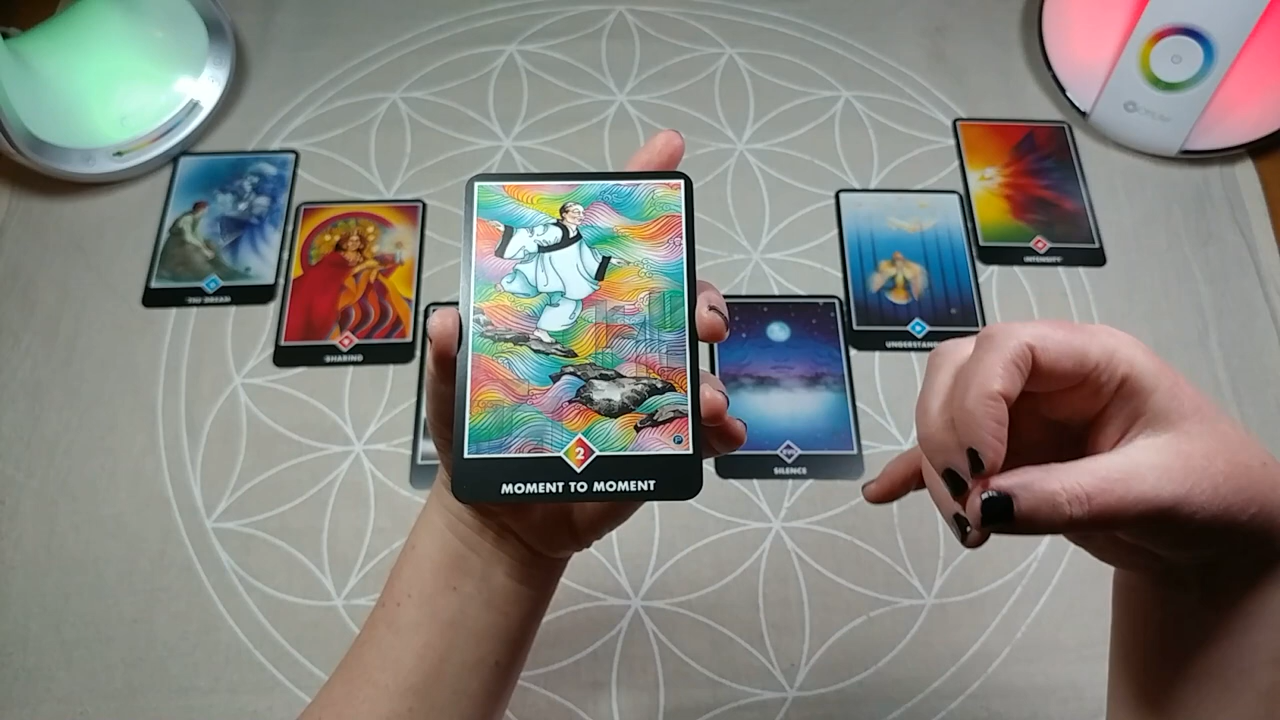 THE DREAM
SHARING
2
P
MOMENT TO MOMENT
SILENCE
UNDERSTAND
INTENSITY